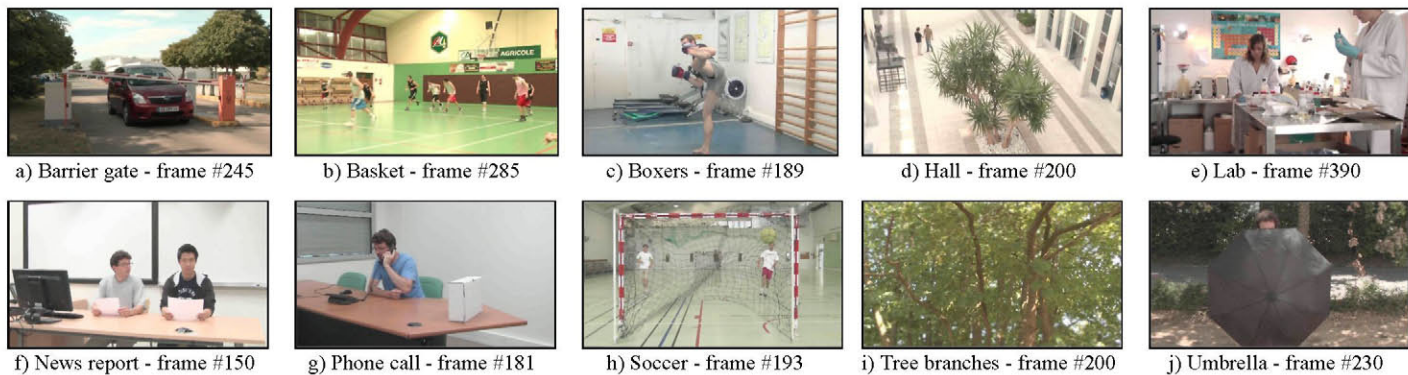 AGRICOLE
a) Barrier gate - frame #245
b) Basket - frame #285
c) Boxers - frame #189
d) Hall - frame #200
e) Lab - frame #390
f) News report - frame #150
g) Phone call - frame #181
h) Soccer - frame #193
i) Tree branches - frame #200
j) Umbrella - frame #230